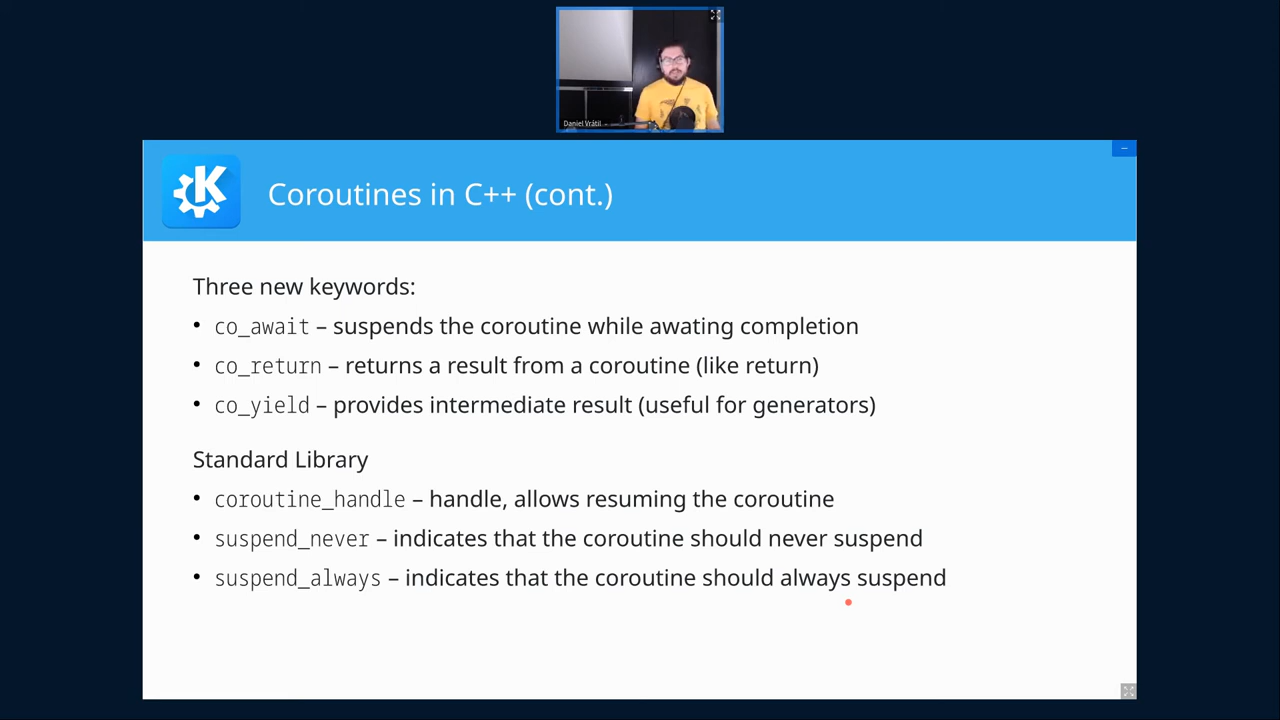 Daniel Vrátil
Coroutines in C++ (cont.)
Three new keywords:
• co_await – suspends the coroutine while awating completion
• co_return – returns a result from a coroutine (like return)
• co_yield – provides intermediate result (useful for generators)
Standard Library
• coroutine_handle – handle, allows resuming the coroutine
• suspend_never – indicates that the coroutine should never suspend
• suspend_always – indicates that the coroutine should always suspend